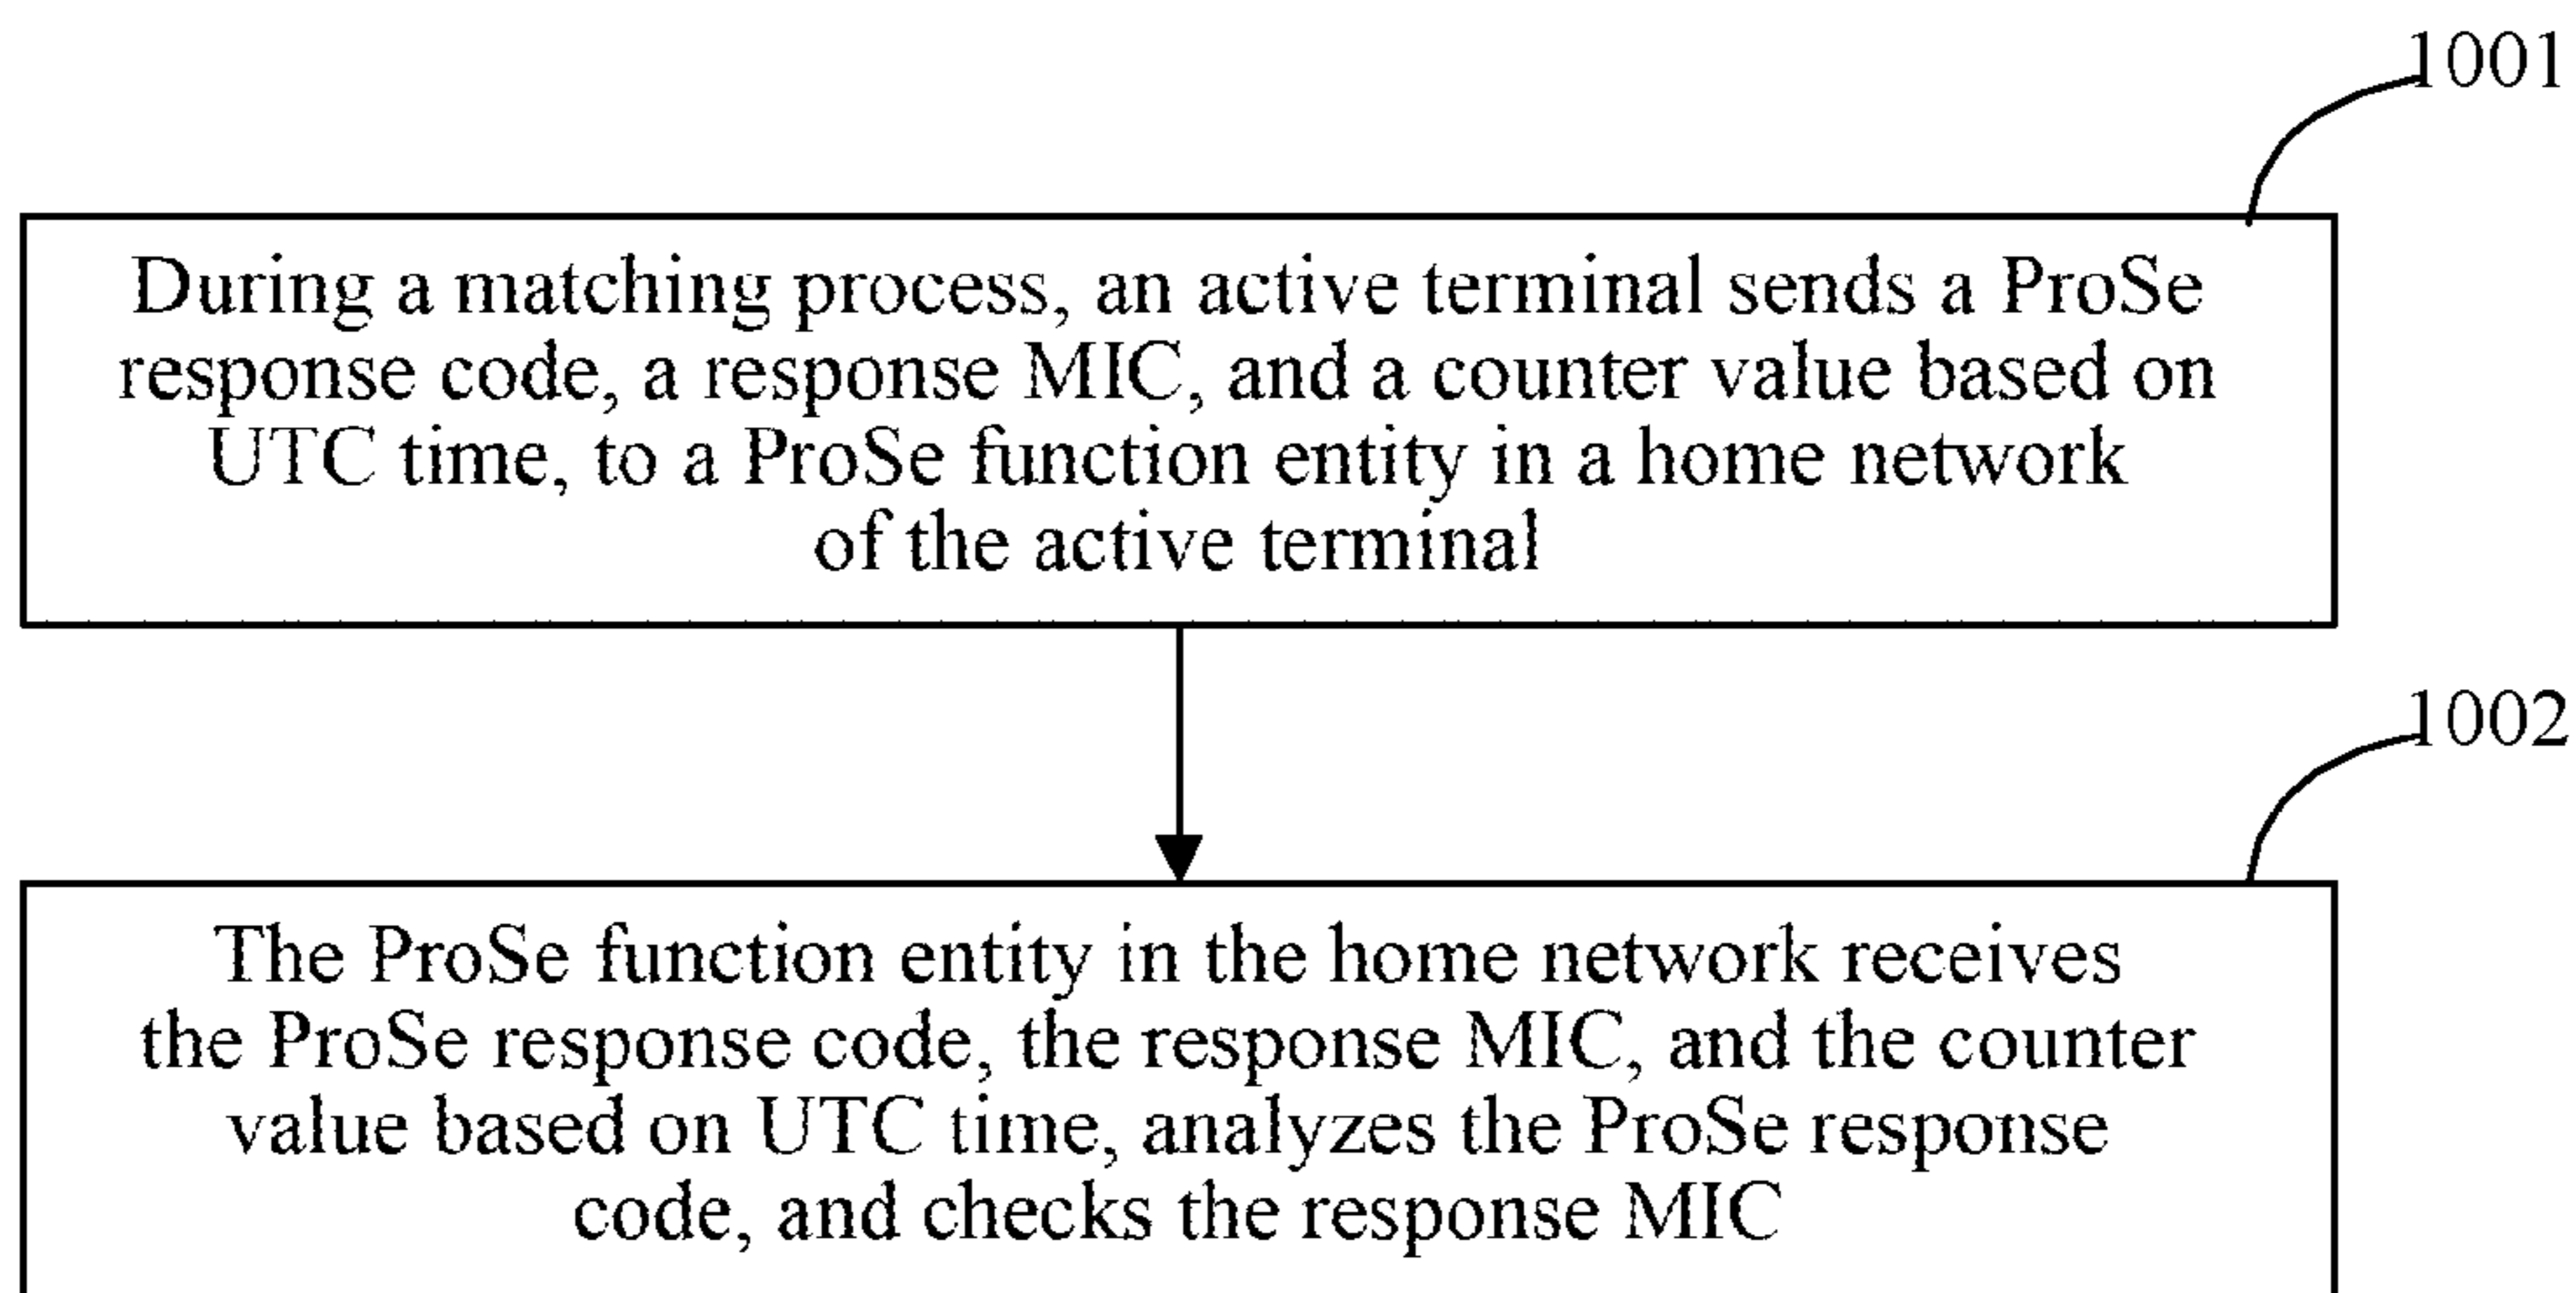 1001
During a matching process, an active terminal sends a ProSe
response code, a response MIC, and a counter value based on
UTC time, to a ProSe function entity in a home network
of the active terminal
1002
The ProSe function entity in the home network receives
the ProSe response code, the response MIC, and the counter
value based on UTC time, analyzes the ProSe response
code, and checks the response MIC